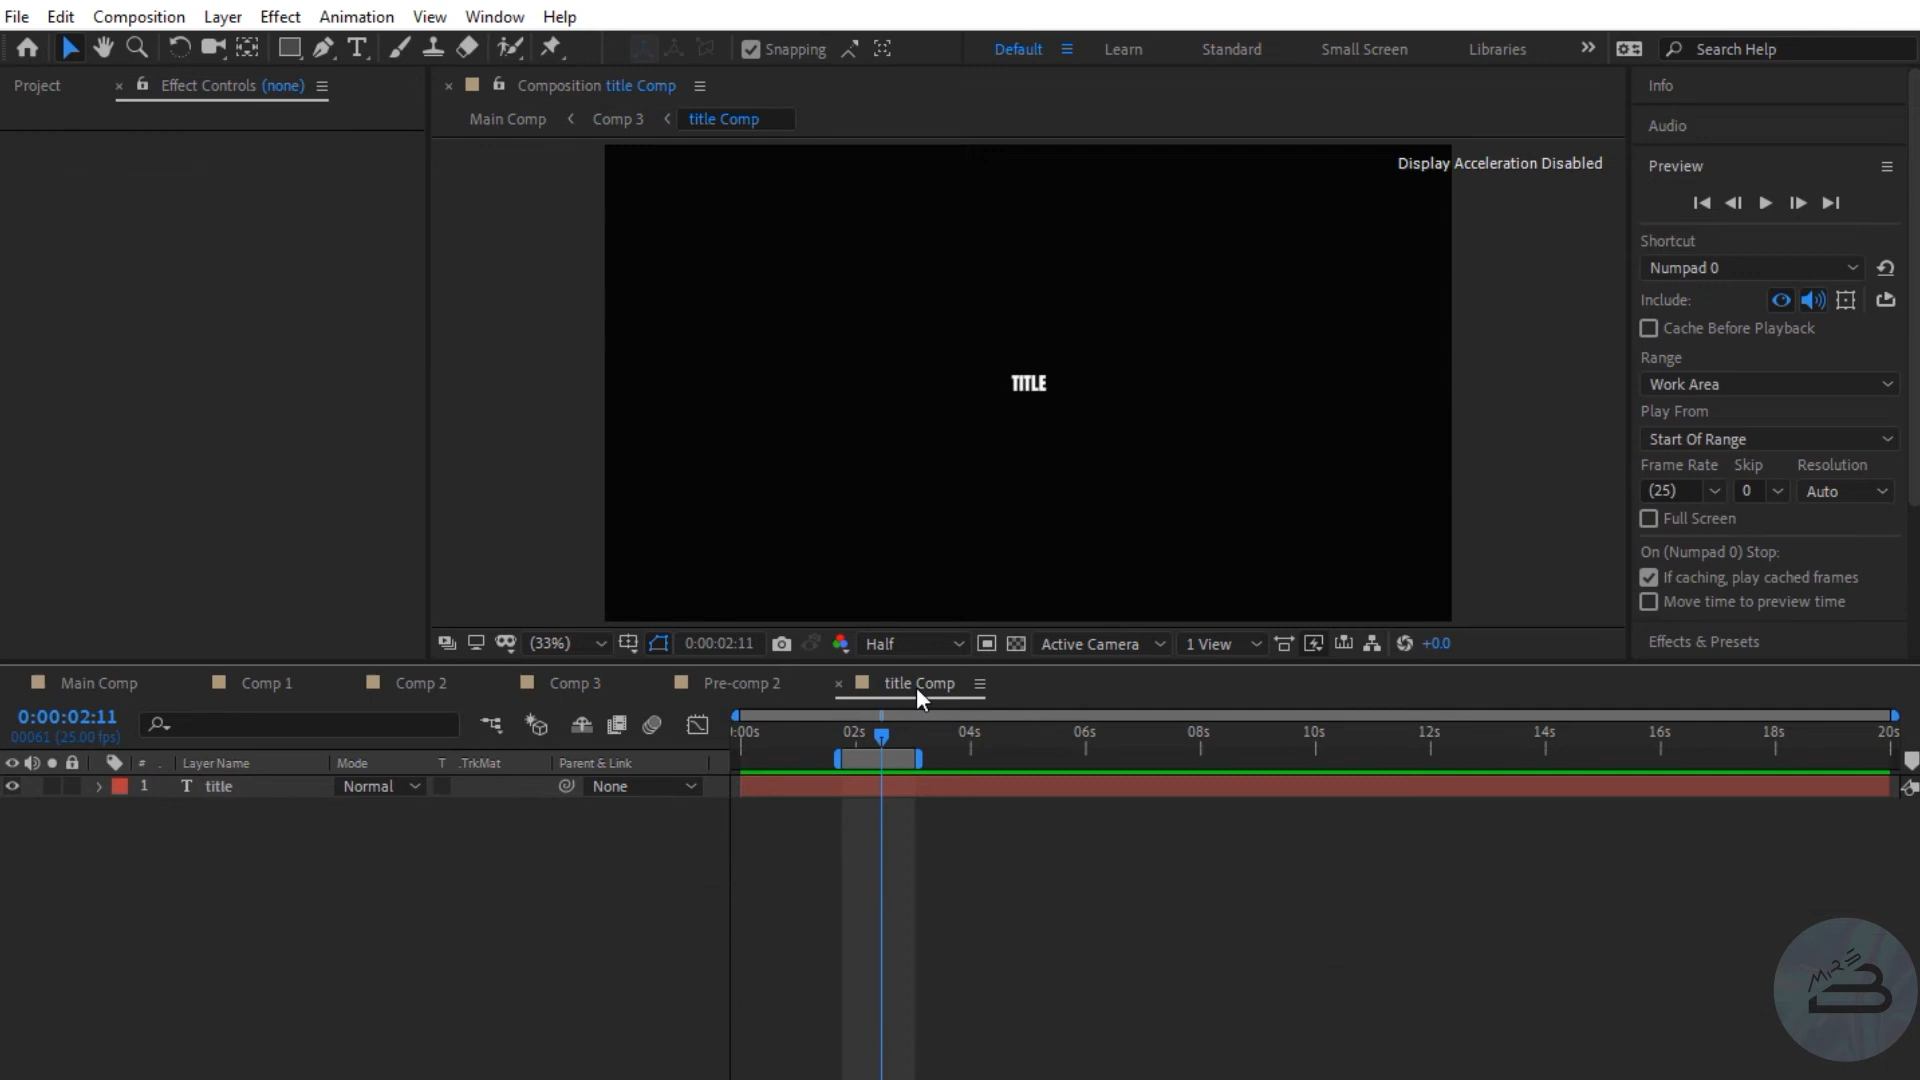 File Edit Composition Layer Effect Animation View Window Help
Snapping Default Learn Standard Small Screen Libraries Search Help
Project Effect Controls (none) Composition title Comp Info
Main Comp Comp 3 title Comp
Audio
Display Acceleration Disabled
Preview
Shortcut
Numpad 0
Include:
Cache Before Playback
Range
TITLE
Work Area
Play From
Start Of Range
Frame Rate Skip Resolution
(25) 0 Auto
Full Screen
On (Numpad 0) Stop:
If caching, play cached frames
Move time to preview time
Effects & Presets
(33%) 0:00:02:11 Half Active Camera 1 View +0.0
Main Comp Comp 1 Comp 2 Comp 3 Pre-comp 2 title Comp
0:00:02:11
00061 (25.00 fps)
:00s 02s 04s 06s 08s 10s 12s 14s 16s 18s 20s
# Layer Name Mode T .TrkMat Parent & Link
1 T title Normal None
MIRS